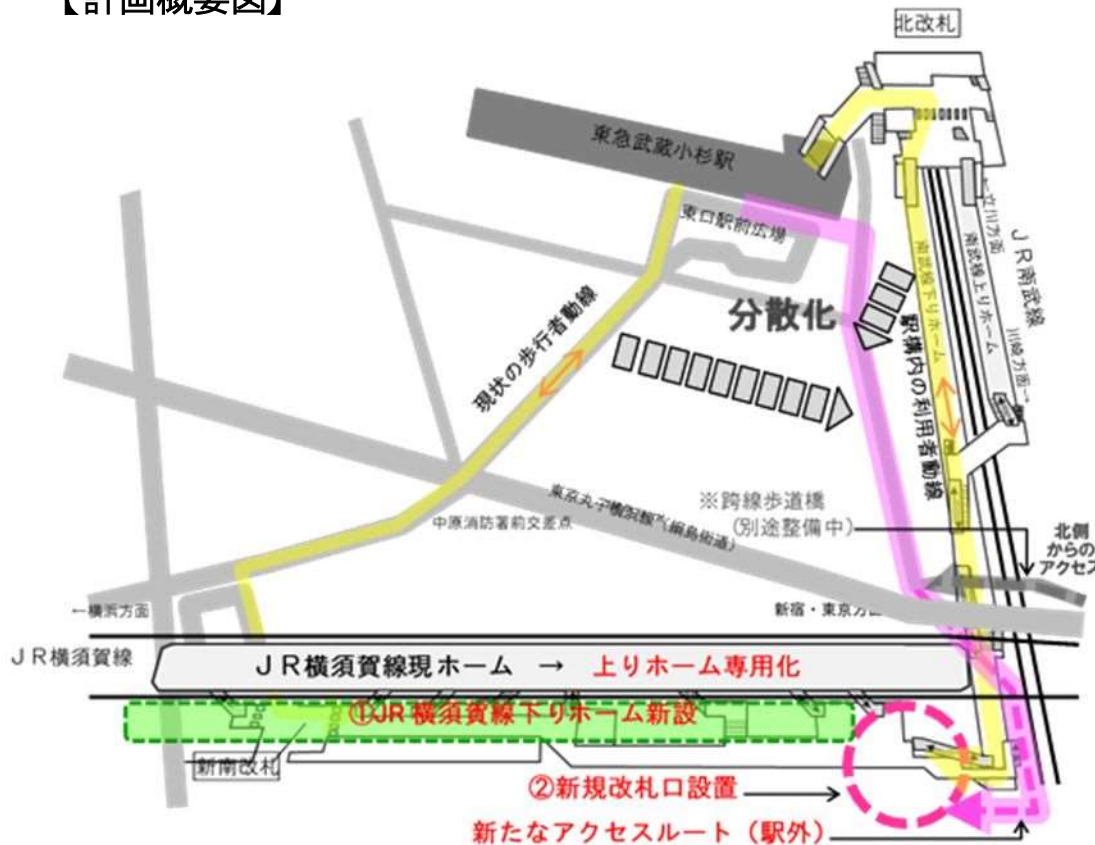 【計画概要図】
北改札
東急武蔵小杉駅
東口駅前広場
←立川方面
JR南武線
南武線上りホーム
南武線下りホーム
川崎方面→
分散化
現状の歩行者動線
駅構内の利用者動線
東京丸子横浜線（綱島街道）
※跨線歩道橋
（別途整備中）
中原消防署前交差点
北側
からの
アクセス
←横浜方面
新宿・東京方面
JR横須賀線
JR横須賀線現ホーム → 上りホーム専用化
①JR横須賀線下りホーム新設
新南改札
②新規改札口設置
新たなアクセスルート（駅外）